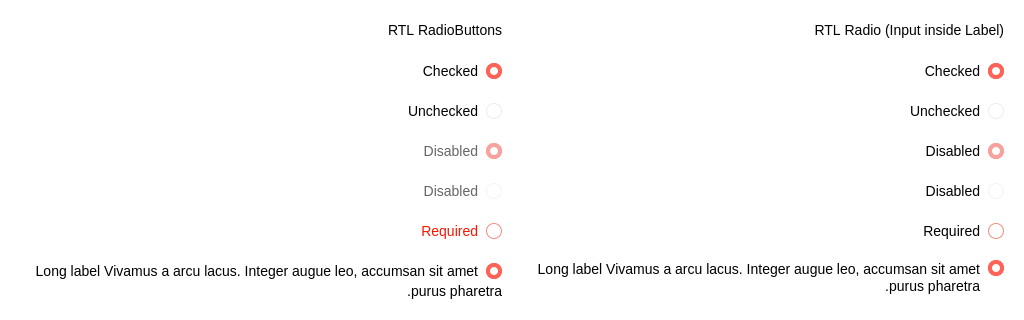 RTL RadioButtons
Checked
Unchecked
Disabled
Disabled
Required
Long label Vivamus a arcu lacus. Integer augue leo, accumsan sit amet
.purus pharetra
RTL Radio (Input inside Label)
Checked
Unchecked
Disabled
Disabled
Required
Long label Vivamus a arcu lacus. Integer augue leo, accumsan sit amet
.purus pharetra